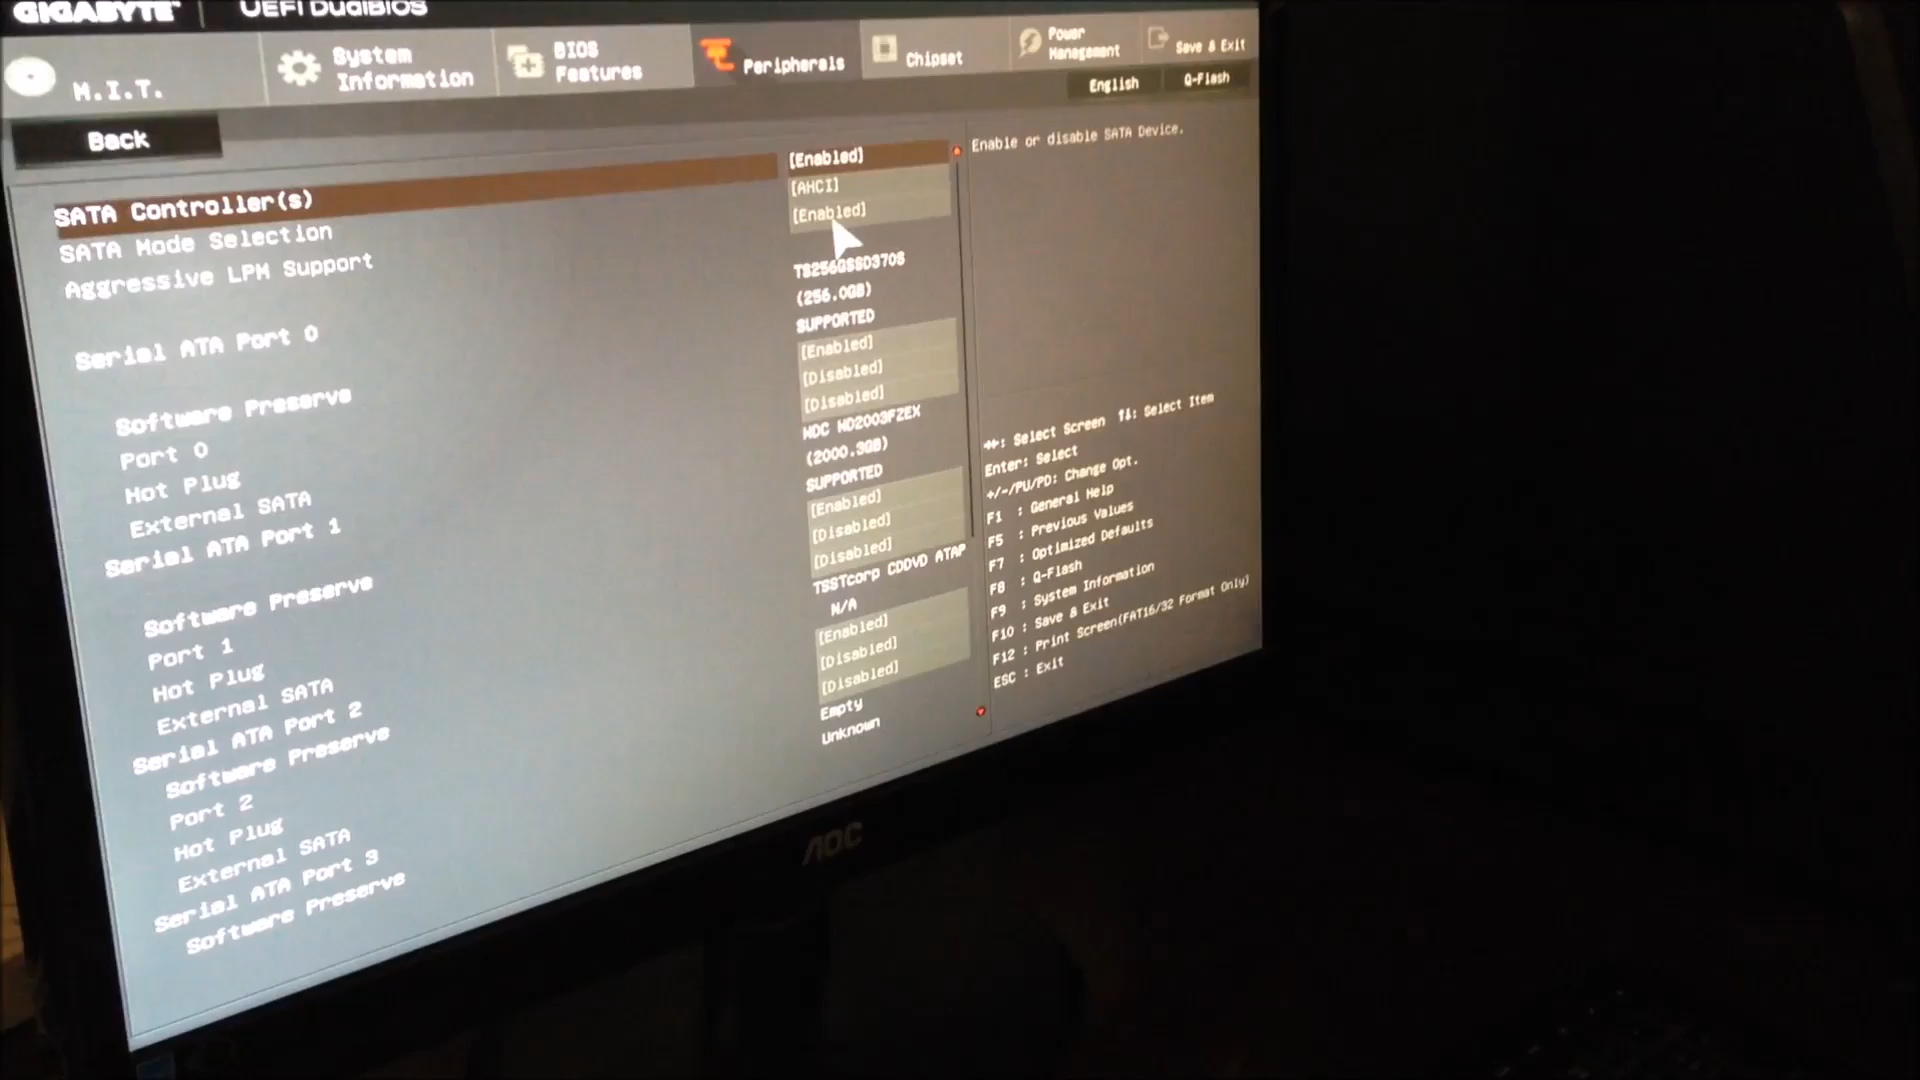 GIGABYTE UEFI DualBIOS
M.I.T. System Information BIOS Features Peripherals Chipset Power Management Save & Exit
English Q-Flash
Back
SATA Controller(s) [Enabled]
SATA Mode Selection [AHCI]
Aggressive LPM Support [Enabled]
Serial ATA Port 0 TS256GSSD370S
(256.0GB)
Software Preserve SUPPORTED
Port 0 [Enabled]
Hot Plug [Disabled]
External SATA [Disabled]
Serial ATA Port 1 WDC WD2003FZEX
(2000.3GB)
Software Preserve SUPPORTED
Port 1 [Enabled]
Hot Plug [Disabled]
External SATA [Disabled]
Serial ATA Port 2 TSSTcorp CDDVD ATAP
Software Preserve N/A
Port 2 [Enabled]
Hot Plug [Disabled]
External SATA [Disabled]
Serial ATA Port 3 Empty
Software Preserve Unknown
Enable or disable SATA Device.
→←: Select Screen ↑↓: Select Item
Enter: Select
+/-/PU/PD: Change Opt.
F1 : General Help
F5 : Previous Values
F7 : Optimized Defaults
F8 : Q-Flash
F9 : System Information
F10 : Save & Exit
F12 : Print Screen(FAT16/32 Format Only)
ESC : Exit
AOC